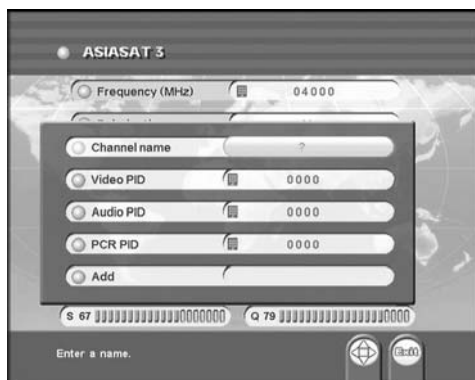 ASIASAT 3
Frequency (MHz) 04000
Channel name ?
Video PID 0000
Audio PID 0000
PCR PID 0000
Add
S 67 Q 79
Enter a name.
Exit